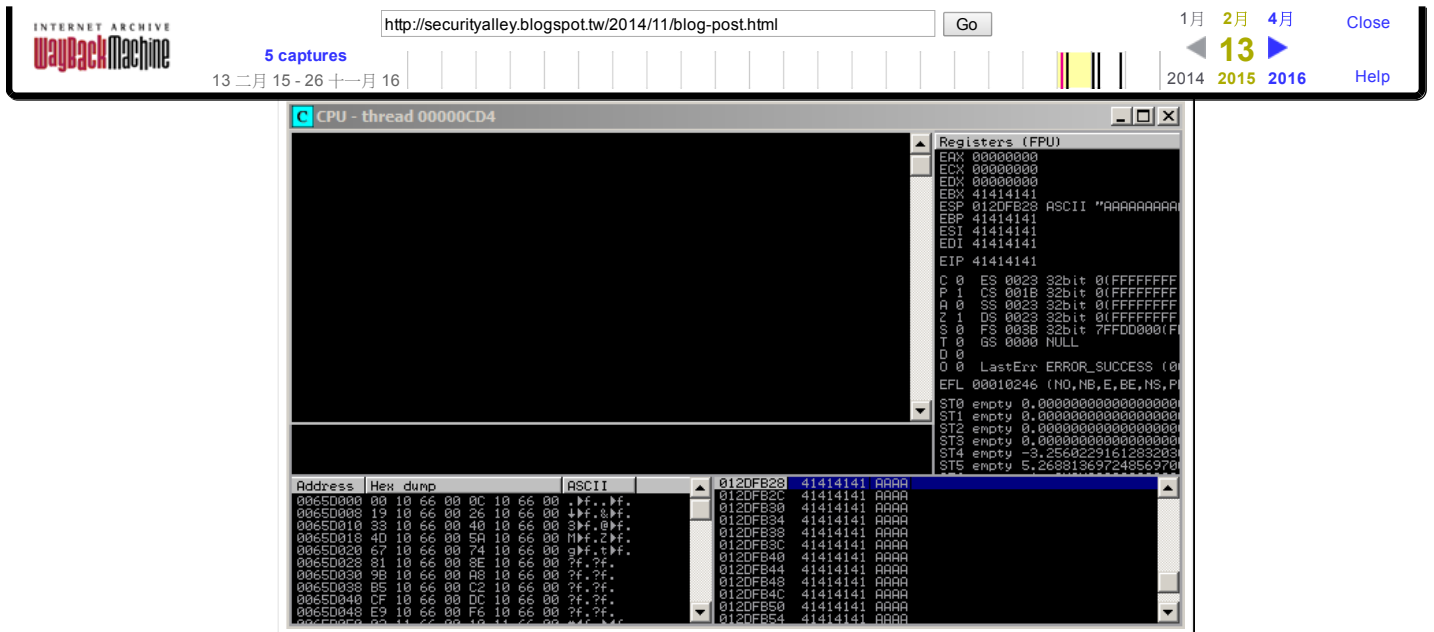 INTERNET ARCHIVE
WayBackMachine
http://securityalley.blogspot.tw/2014/11/blog-post.html
Go
5 captures
13 二月 15 - 26 十一月 16
1月 2月 4月
13
2014 2015 2016
Close
Help
C CPU - thread 00000CD4
Registers (FPU)
EAX 00000000
ECX 00000000
EDX 00000000
EBX 41414141
ESP 012DFB28 ASCII "AAAAAAAAA
EBP 41414141
ESI 41414141
EDI 41414141
EIP 41414141
C 0 ES 0023 32bit 0(FFFFFFFF
P 1 CS 001B 32bit 0(FFFFFFFF
A 0 SS 0023 32bit 0(FFFFFFFF
Z 1 DS 0023 32bit 0(FFFFFFFF
S 0 FS 003B 32bit 7FFDD000(F
T 0 GS 0000 NULL
D 0
O 0 LastErr ERROR_SUCCESS (0
EFL 00010246 (NO,NB,E,BE,NS,P
ST0 empty 0.0000000000000000
ST1 empty 0.0000000000000000
ST2 empty 0.0000000000000000
ST3 empty 0.0000000000000000
ST4 empty -3.256022916128320
ST5 empty 5.2688136972485697
Address Hex dump ASCII
0065D000 00 10 66 00 0C 10 66 00 .►f..►f.
0065D008 19 10 66 00 26 10 66 00 ↓►f.&►f.
0065D010 33 10 66 00 40 10 66 00 3►f.@►f.
0065D018 4D 10 66 00 5A 10 66 00 M►f.Z►f.
0065D020 67 10 66 00 74 10 66 00 g►f.t►f.
0065D028 81 10 66 00 8E 10 66 00 ?f.?f.
0065D030 9B 10 66 00 A8 10 66 00 ?f.?f.
0065D038 B5 10 66 00 C2 10 66 00 ?f.?f.
0065D040 CF 10 66 00 DC 10 66 00 ?f.?f.
0065D048 E9 10 66 00 F6 10 66 00 ?f.?f.
012DFB28 41414141 AAAA
012DFB2C 41414141 AAAA
012DFB30 41414141 AAAA
012DFB34 41414141 AAAA
012DFB38 41414141 AAAA
012DFB3C 41414141 AAAA
012DFB40 41414141 AAAA
012DFB44 41414141 AAAA
012DFB48 41414141 AAAA
012DFB4C 41414141 AAAA
012DFB50 41414141 AAAA
012DFB54 41414141 AAAA